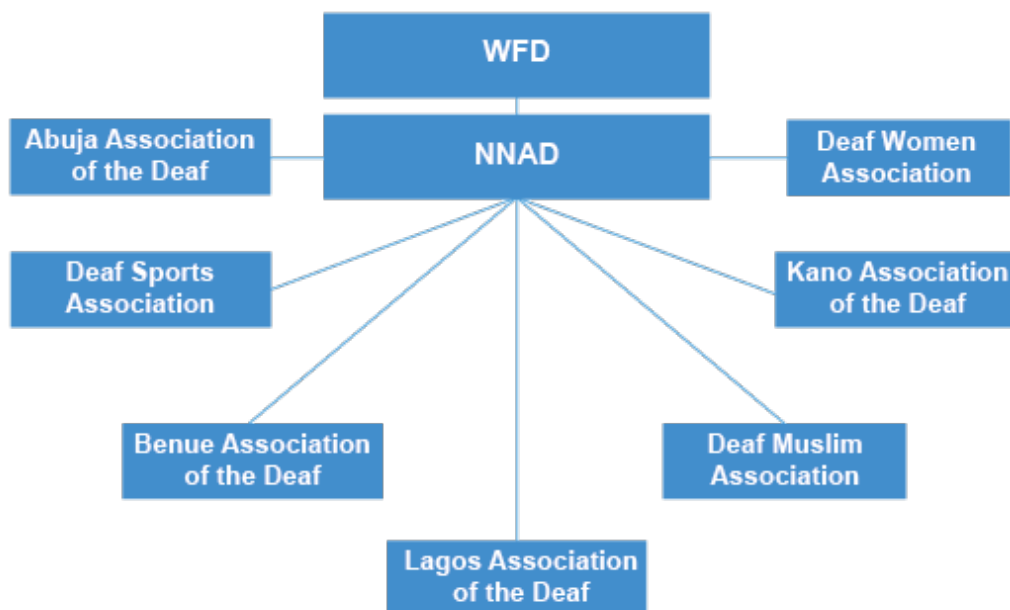 WFD
Abuja Association
of the Deaf
NNAD
Deaf Women
Association
Deaf Sports
Association
Kano Association
of the Deaf
Benue Association
of the Deaf
Deaf Muslim
Association
Lagos Association
of the Deaf